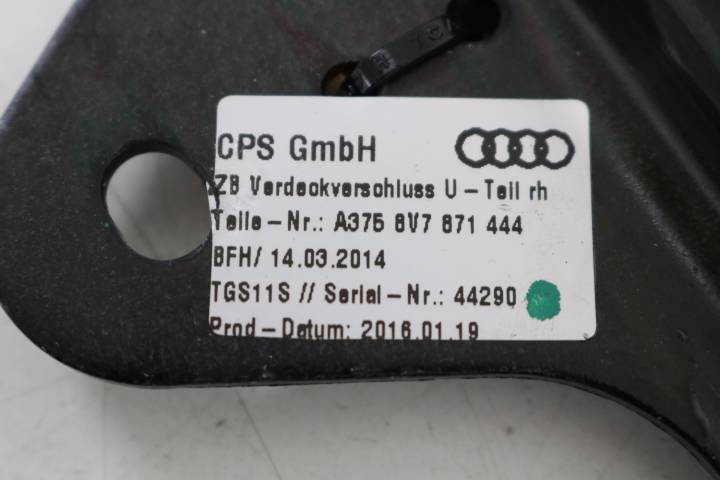 CPS GmbH
ZB Verdeckverschluss U-Teil rh
Teile-Nr.: A375 8V7 871 444
BFH/ 14.03.2014
TGS11S // Serial-Nr.: 44290
Prod-Datum: 2016.01.19